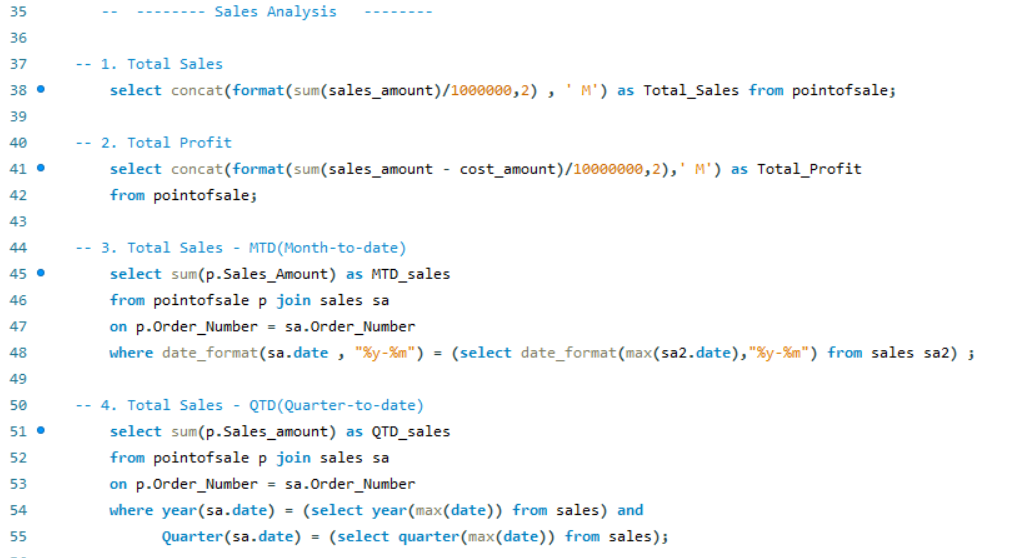 35 -- -------- Sales Analysis --------
36
37 -- 1. Total Sales
38 select concat(format(sum(sales_amount)/1000000,2) , ' M') as Total_Sales from pointofsale;
39
40 -- 2. Total Profit
41 select concat(format(sum(sales_amount - cost_amount)/10000000,2),' M') as Total_Profit
42 from pointofsale;
43
44 -- 3. Total Sales - MTD(Month-to-date)
45 select sum(p.Sales_Amount) as MTD_sales
46 from pointofsale p join sales sa
47 on p.Order_Number = sa.Order_Number
48 where date_format(sa.date , "%y-%m") = (select date_format(max(sa2.date),"%y-%m") from sales sa2) ;
49
50 -- 4. Total Sales - QTD(Quarter-to-date)
51 select sum(p.Sales_amount) as QTD_sales
52 from pointofsale p join sales sa
53 on p.Order_Number = sa.Order_Number
54 where year(sa.date) = (select year(max(date)) from sales) and
55 Quarter(sa.date) = (select quarter(max(date)) from sales);